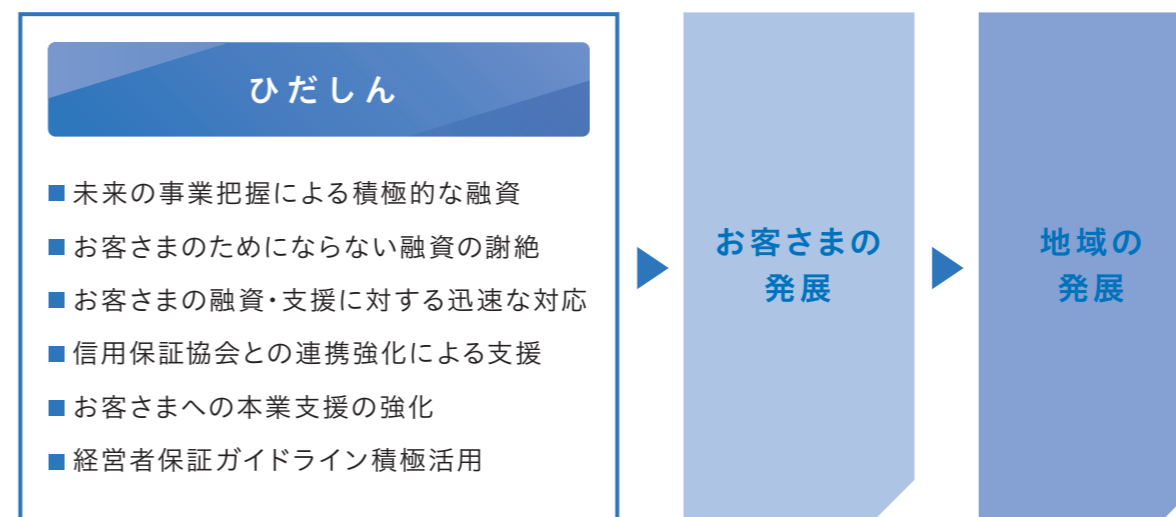 ひだしん
■未来の事業把握による積極的な融資
■お客さまのためにならない融資の謝絶
■お客さまの融資・支援に対する迅速な対応
■信用保証協会との連携強化による支援
■お客さまへの本業支援の強化
■経営者保証ガイドライン積極活用
お客さまの
発展
地域の
発展